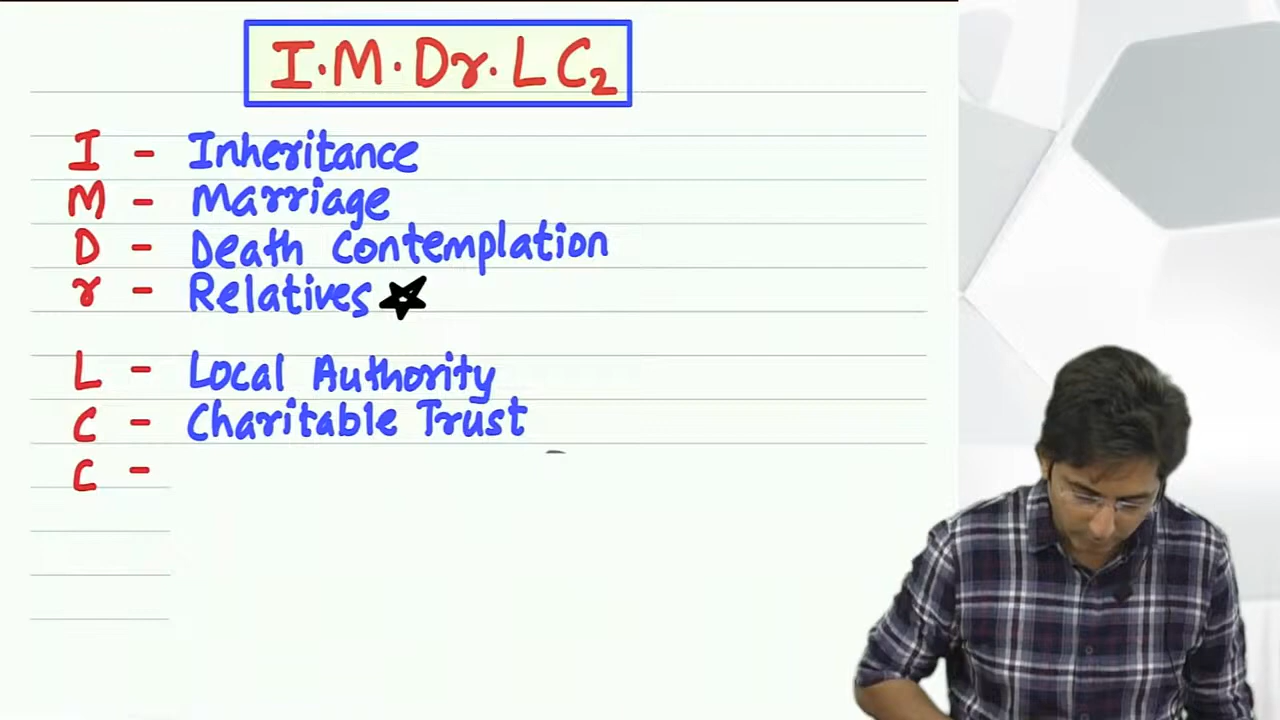 I.M.Dr.LC2
I - Inheritance
M - Marriage
D - Death Contemplation
r - Relatives
L - Local Authority
C - Charitable Trust
C -